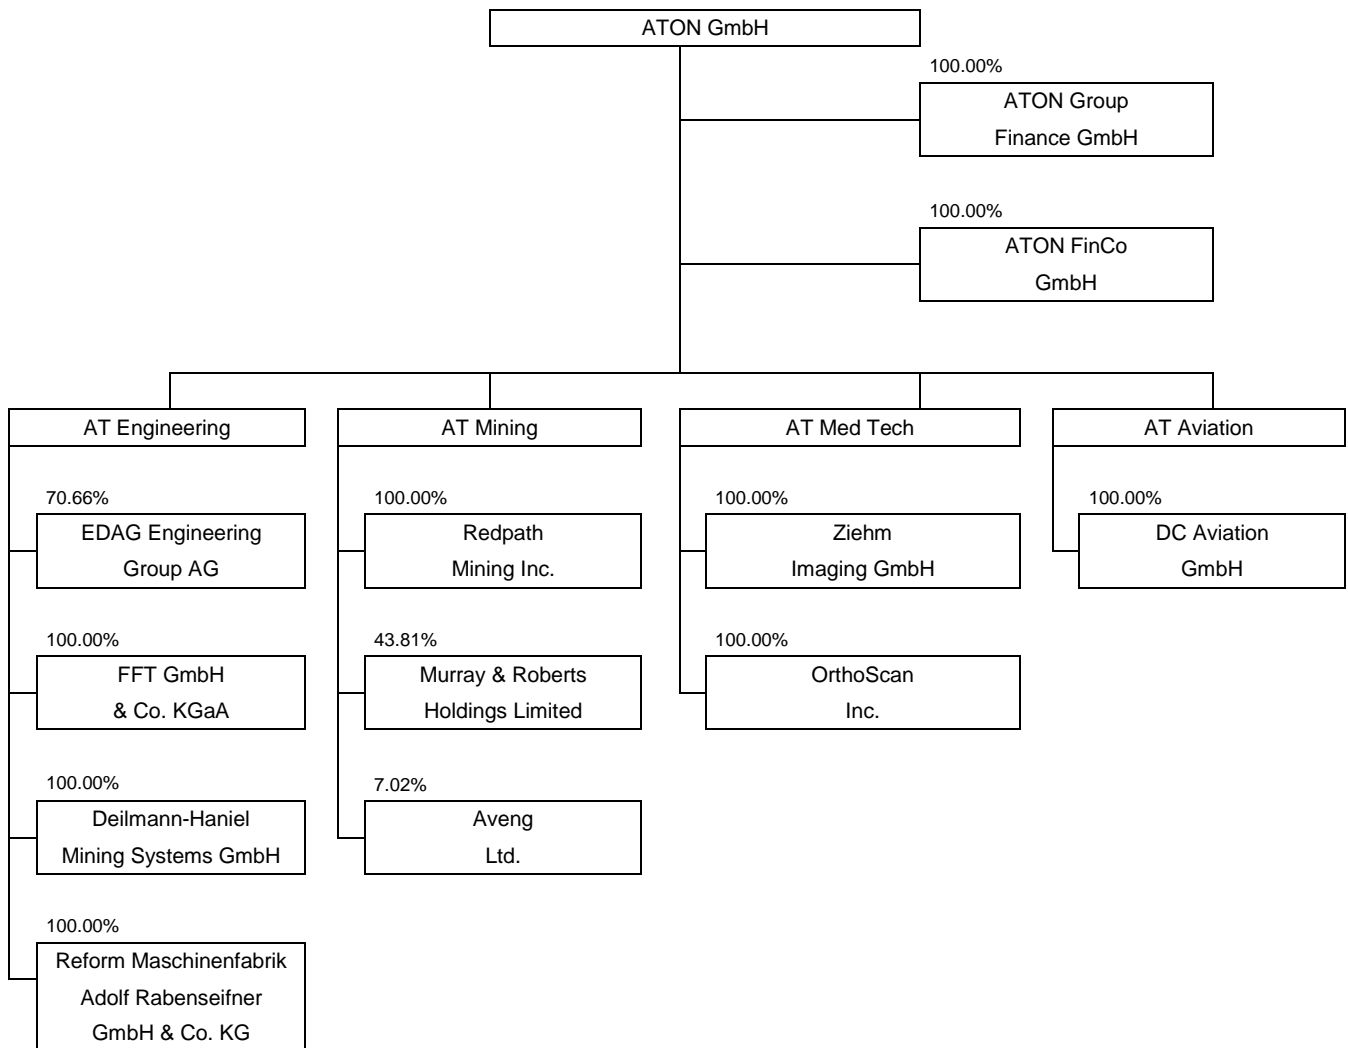 ATON GmbH
100.00%
ATON Group
Finance GmbH
100.00%
ATON FinCo
GmbH
AT Engineering
AT Mining
AT Med Tech
AT Aviation
70.66%
EDAG Engineering
Group AG
100.00%
FFT GmbH
& Co. KGaA
100.00%
Deilmann-Haniel
Mining Systems GmbH
100.00%
Reform Maschinenfabrik
Adolf Rabenseifner
GmbH & Co. KG
100.00%
Redpath
Mining Inc.
43.81%
Murray & Roberts
Holdings Limited
7.02%
Aveng
Ltd.
100.00%
Ziehm
Imaging GmbH
100.00%
OrthoScan
Inc.
100.00%
DC Aviation
GmbH